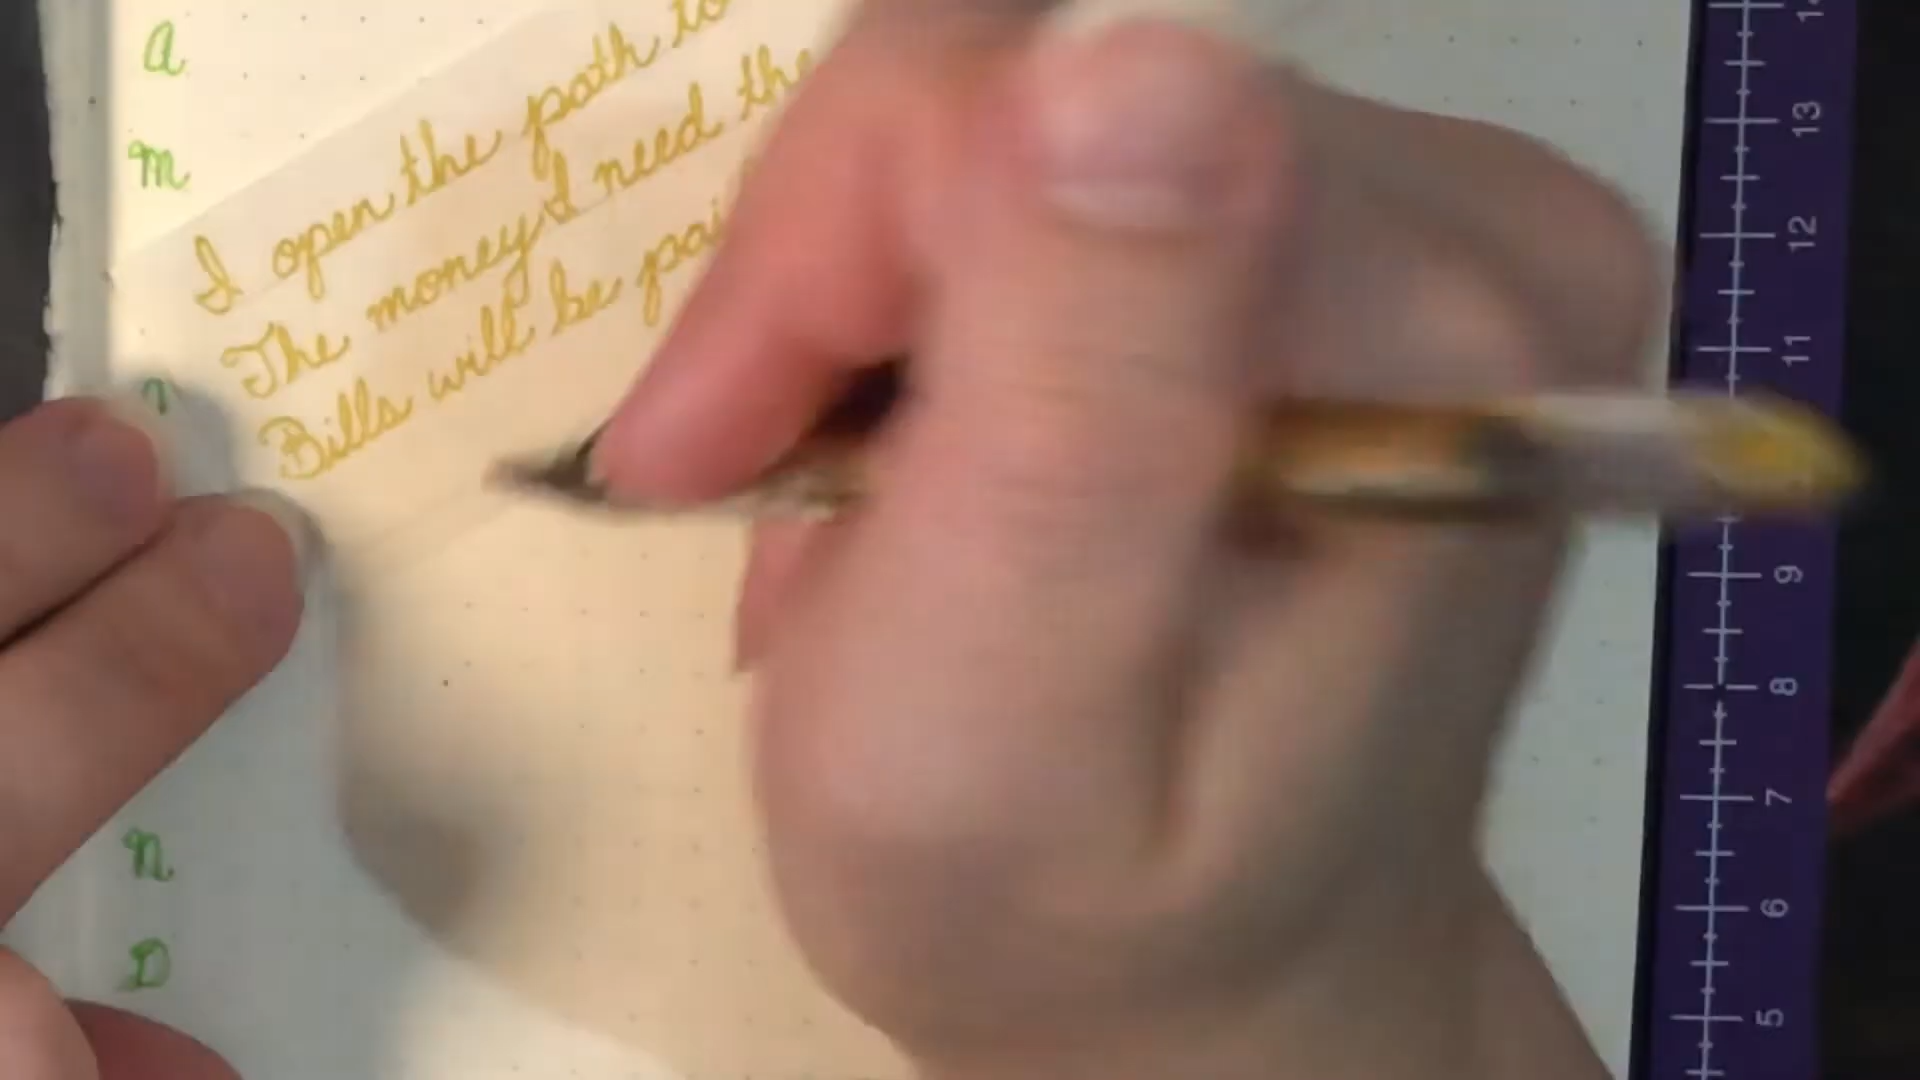 a
m
I open the path to
The money I need the
Bills will be
n
D
13
12
11
9
8
7
6
5